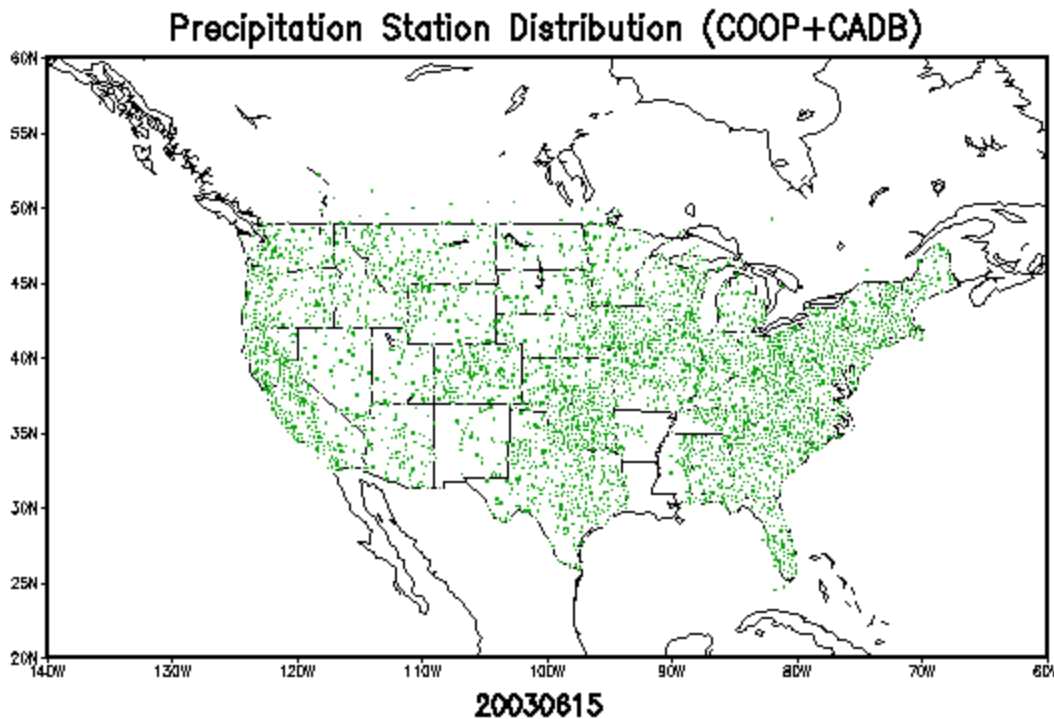 Precipitation Station Distribution (COOP+CADB)
60N
55N
50N
45N
40N
35N
30N
25N
20N
140W 130W 120W 110W 100W 90W 80W 70W 60W
20030615